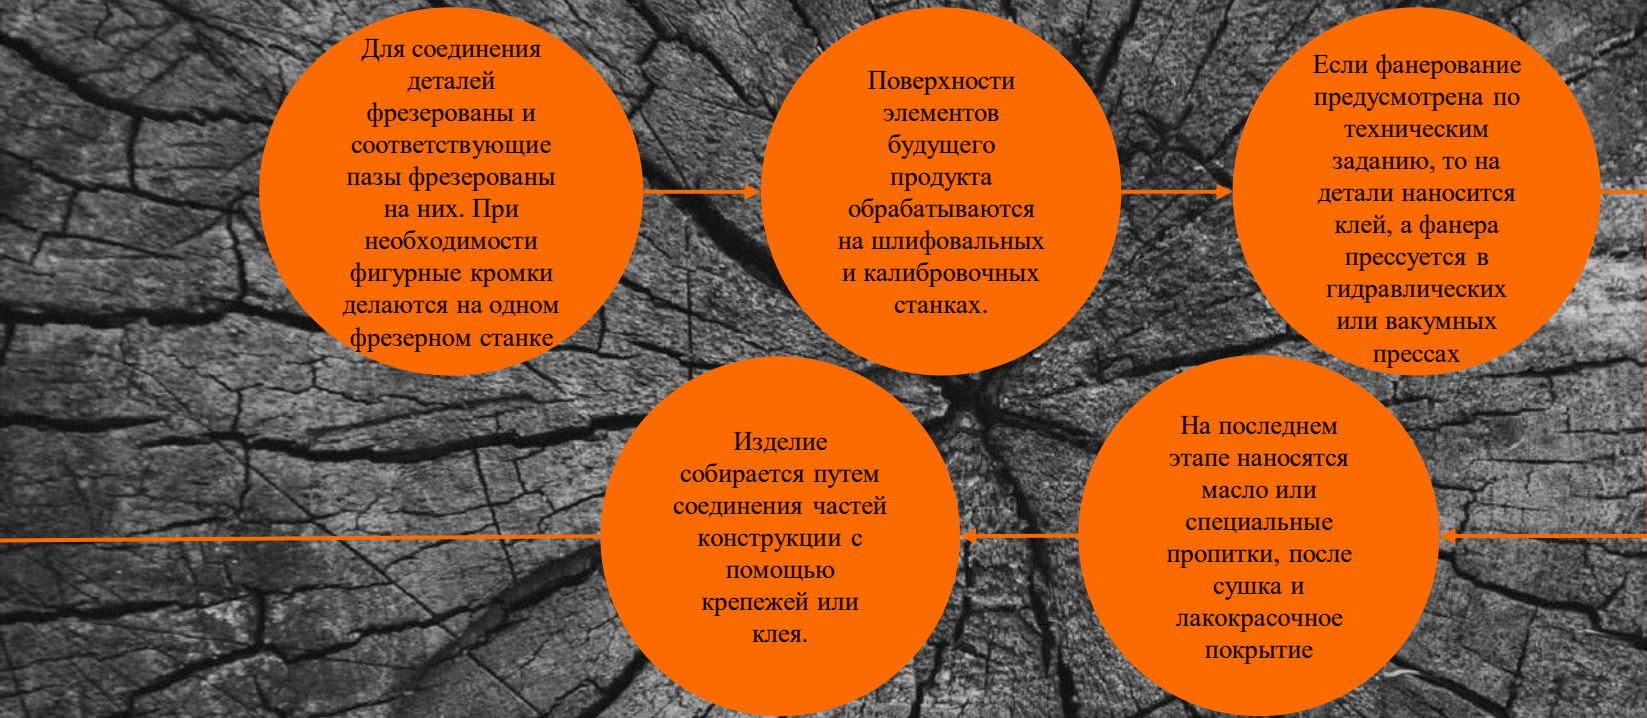 Для соединения
деталей
фрезерованы и
соответствующие
пазы фрезерованы
на них. При
необходимости
фигурные кромки
делаются на одном
фрезерном станке
Поверхности
элементов
будущего
продукта
обрабатываются
на шлифовальных
и калибровочных
станках.
Если фанерование
предусмотрена по
техническим
заданию, то на
детали наносится
клей, а фанера
прессуется в
гидравлических
или вакумных
прессах
На последнем
этапе наносятся
масло или
специальные
пропитки, после
сушка и
лакокрасочное
покрытие
Изделие
собирается путем
соединения частей
конструкции с
помощью
крепежей или
клея.